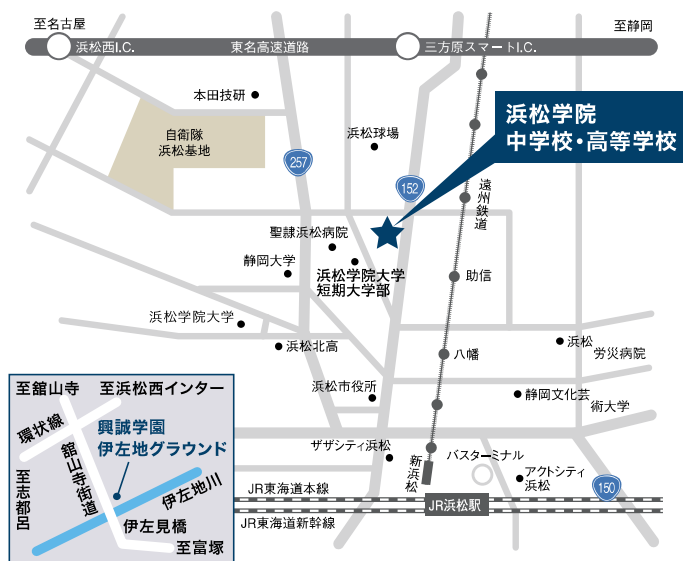 至名古屋
至静岡
浜松西I.C.
東名高速道路
三方原スマートI.C.
本田技研
自衛隊
浜松基地
浜松球場
浜松学院
中学校・高等学校
257
152
遠州鉄道
聖隷浜松病院
静岡大学
浜松学院大学
短期大学部
助信
浜松学院大学
浜松北高
八幡
浜松
労災病院
浜松市役所
静岡文化芸
術大学
ザザシティ浜松
新浜松
バスターミナル
アクトシティ
浜松
150
JR東海道本線
JR浜松駅
JR東海道新幹線
至舘山寺
至浜松西インター
環状線
興誠学園
伊左地グラウンド
舘山寺街道
至志都呂
伊左地川
伊左見橋
至富塚